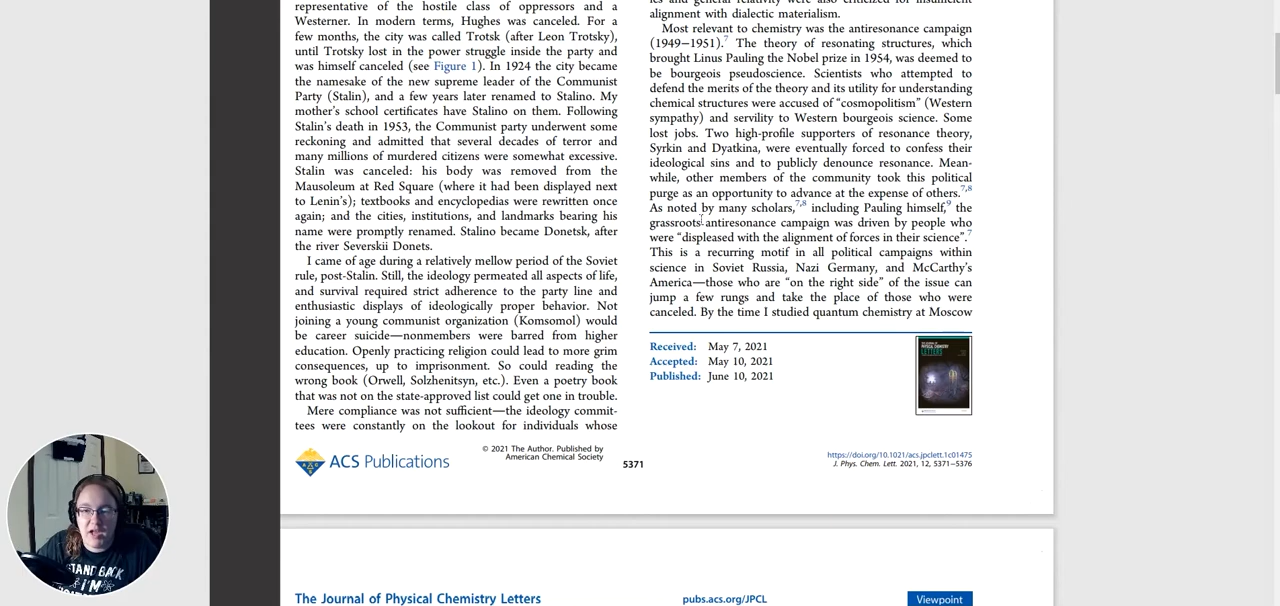 representative of the hostile class of oppressors and a
Westerner. In modern terms, Hughes was canceled. For a
few months, the city was called Trotsk (after Leon Trotsky),
until Trotsky lost in the power struggle inside the party and
was himself canceled (see Figure 1). In 1924 the city became
the namesake of the new supreme leader of the Communist
Party (Stalin), and a few years later renamed to Stalino. My
mother's school certificates have Stalino on them. Following
Stalin's death in 1953, the Communist party underwent some
reckoning and admitted that several decades of terror and
many millions of murdered citizens were somewhat excessive.
Stalin was canceled: his body was removed from the
Mausoleum at Red Square (where it had been displayed next
to Lenin's); textbooks and encyclopedias were rewritten once
again; and the cities, institutions, and landmarks bearing his
name were promptly renamed. Stalino became Donetsk, after
the river Severskii Donets.
I came of age during a relatively mellow period of the Soviet
rule, post-Stalin. Still, the ideology permeated all aspects of life,
and survival required strict adherence to the party line and
enthusiastic displays of ideologically proper behavior. Not
joining a young communist organization (Komsomol) would
be career suicide—nonmembers were barred from higher
education. Openly practicing religion could lead to more grim
consequences, up to imprisonment. So could reading the
wrong book (Orwell, Solzhenitsyn, etc.). Even a poetry book
that was not on the state-approved list could get one in trouble.
Mere compliance was not sufficient—the ideology commit-
tees were constantly on the lookout for individuals whose
and general relativity were also criticized for insufficient
alignment with dialectic materialism.
Most relevant to chemistry was the antiresonance campaign
(1949−1951).7 The theory of resonating structures, which
brought Linus Pauling the Nobel prize in 1954, was deemed to
be bourgeois pseudoscience. Scientists who attempted to
defend the merits of the theory and its utility for understanding
chemical structures were accused of "cosmopolitism" (Western
sympathy) and servility to Western bourgeois science. Some
lost jobs. Two high-profile supporters of resonance theory,
Syrkin and Dyatkina, were eventually forced to confess their
ideological sins and to publicly denounce resonance. Mean-
while, other members of the community took this political
purge as an opportunity to advance at the expense of others.7,8
As noted by many scholars,7,8 including Pauling himself,9 the
grassroots antiresonance campaign was driven by people who
were "displeased with the alignment of forces in their science".7
This is a recurring motif in all political campaigns within
science in Soviet Russia, Nazi Germany, and McCarthy's
America—those who are "on the right side" of the issue can
jump a few rungs and take the place of those who were
canceled. By the time I studied quantum chemistry at Moscow
Received: May 7, 2021
Accepted: May 10, 2021
Published: June 10, 2021
ACS Publications
© 2021 The Author. Published by
American Chemical Society
5371
https://doi.org/10.1021/acs.jpclett.1c01475
J. Phys. Chem. Lett. 2021, 12, 5371−5376
STAND BACK
I'M
The Journal of Physical Chemistry Letters
pubs.acs.org/JPCL
Viewpoint